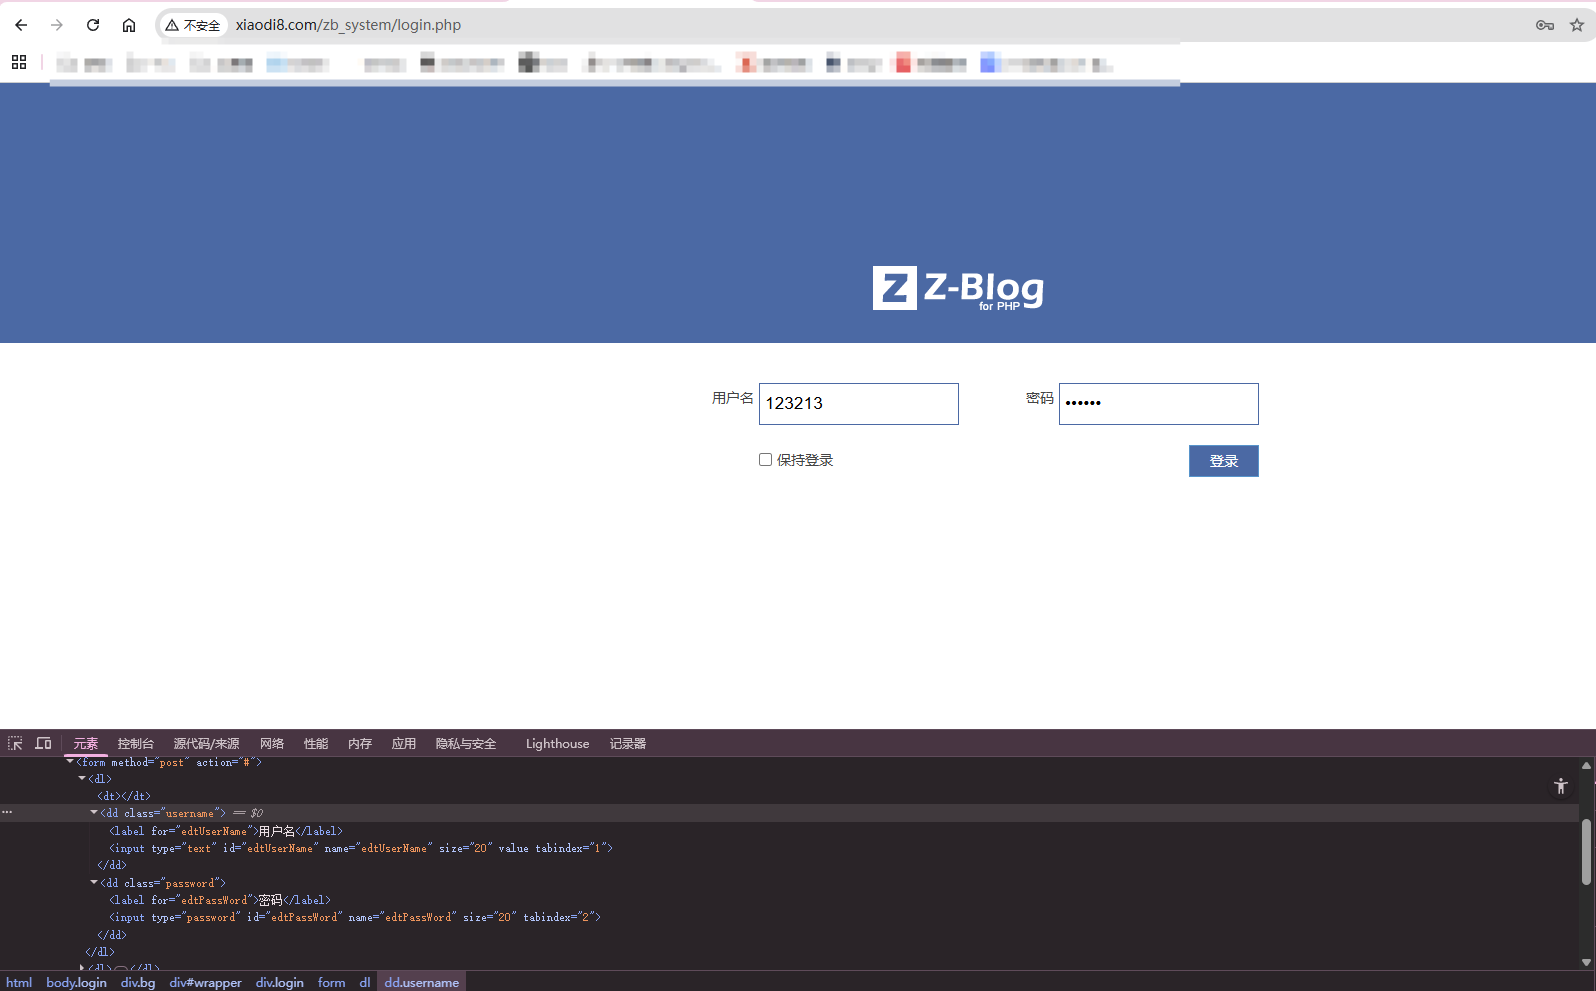 不安全 xiaodi8.com/zb_system/login.php
Z Z-Blog
for PHP
用户名 123213 密码 ••••••
保持登录 登录
元素 控制台 源代码/来源 网络 性能 内存 应用 隐私与安全 Lighthouse 记录器
<form method="post" action="#">
<dl>
<dt></dt>
<dd class="username"> == $0
<label for="edtUserName">用户名</label>
<input type="text" id="edtUserName" name="edtUserName" size="20" value tabindex="1">
</dd>
<dd class="password">
<label for="edtPassWord">密码</label>
<input type="password" id="edtPassWord" name="edtPassWord" size="20" tabindex="2">
</dd>
</dl>
<dl>…</dl>
html body.login div.bg div#wrapper div.login form dl dd.username